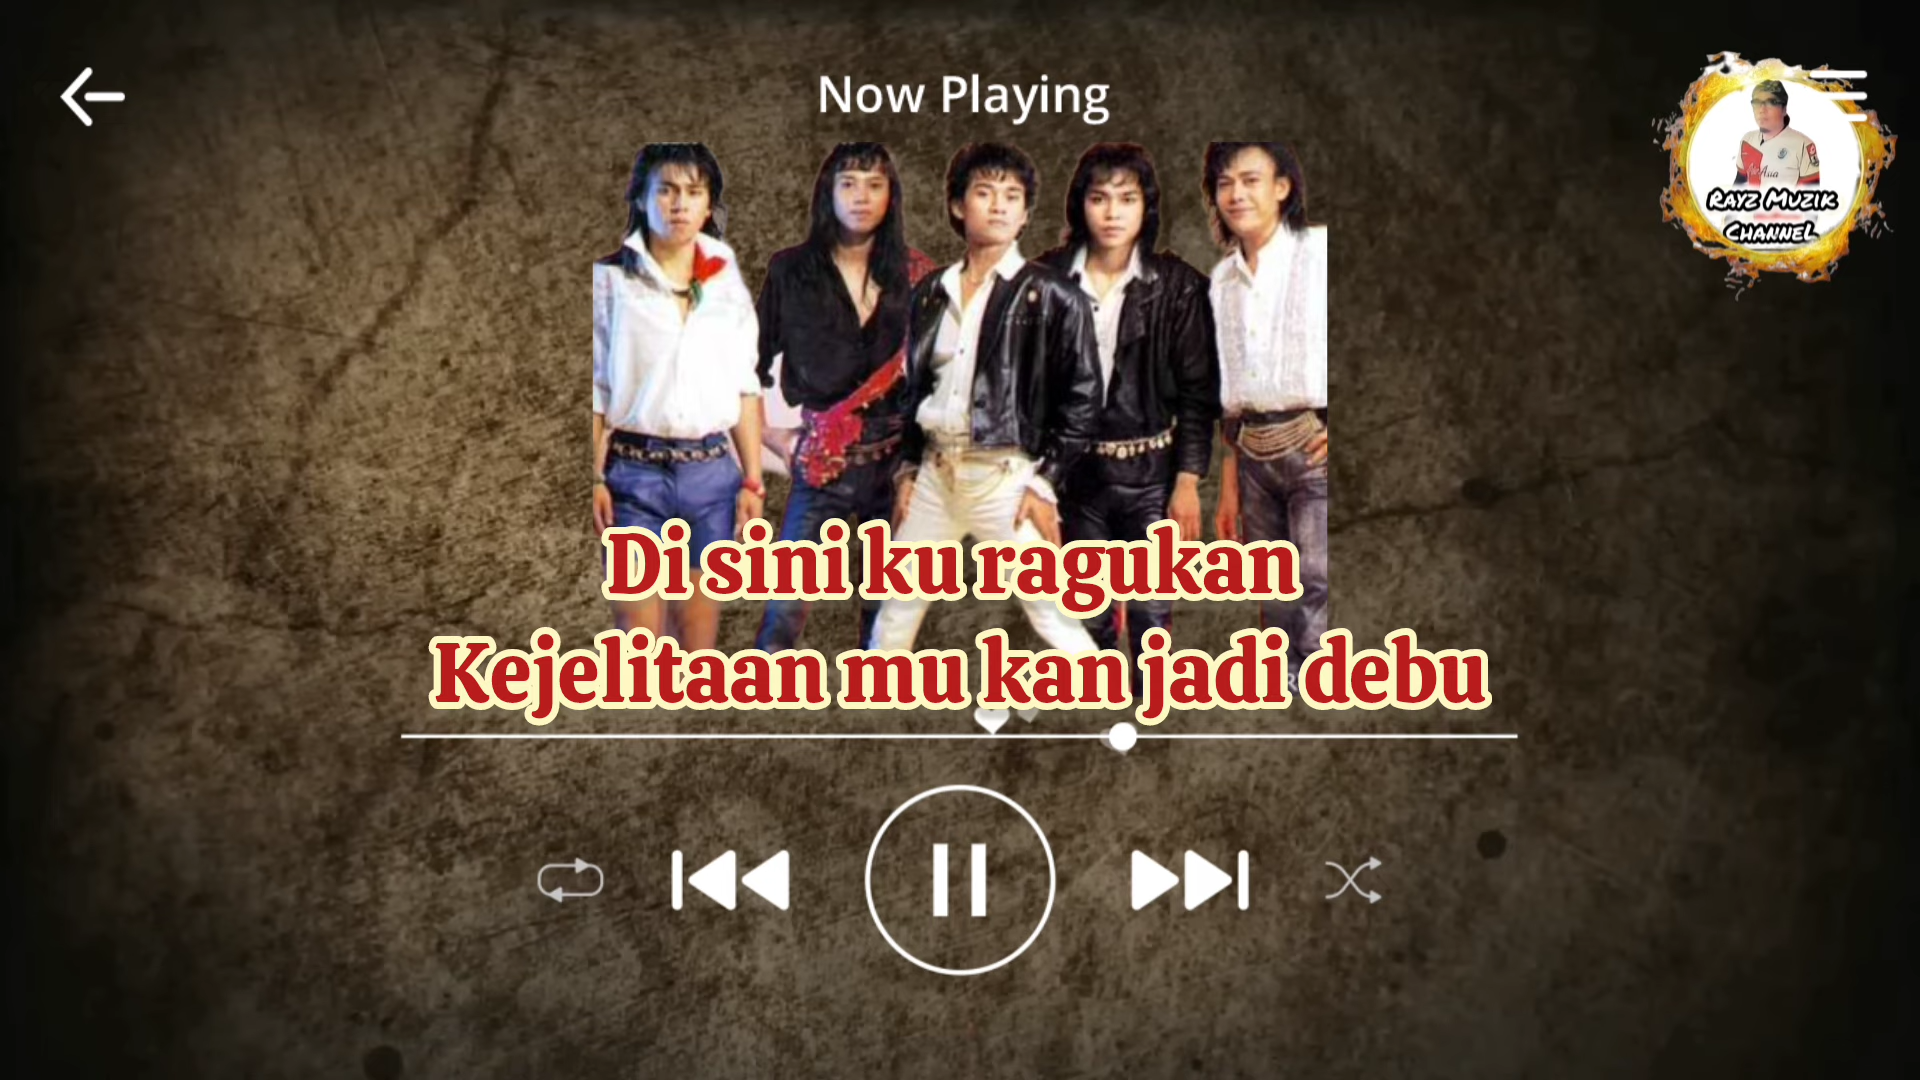 Now Playing
Rayz Muzik
Channel
Di sini ku ragukan
Kejelitaan mu kan jadi debu